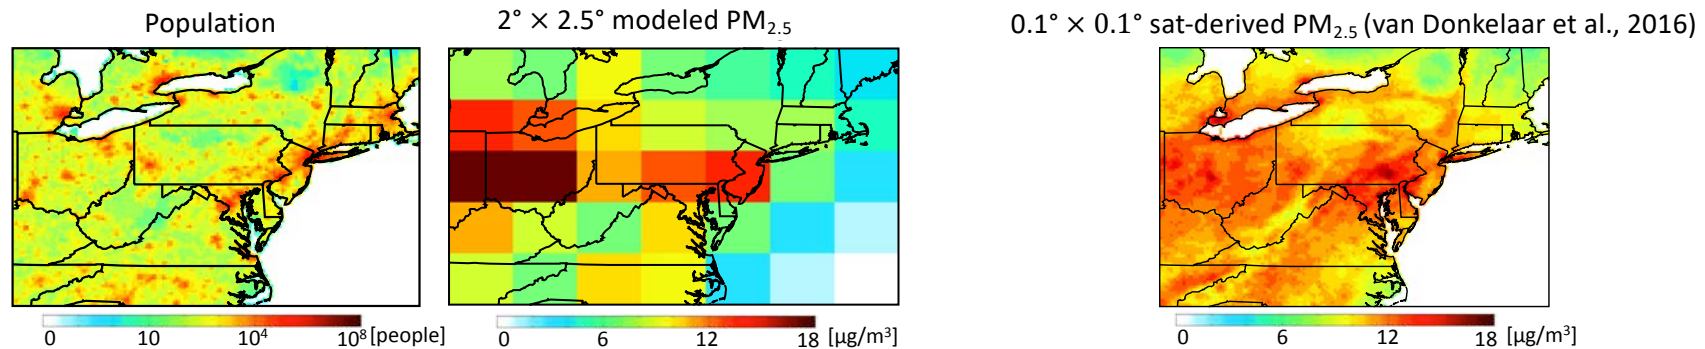 Population
2° × 2.5° modeled PM2.5
0.1° × 0.1° sat-derived PM2.5 (van Donkelaar et al., 2016)
0 10 10⁴ 10⁸ [people]
0 6 12 18 [µg/m³]
0 6 12 18 [µg/m³]